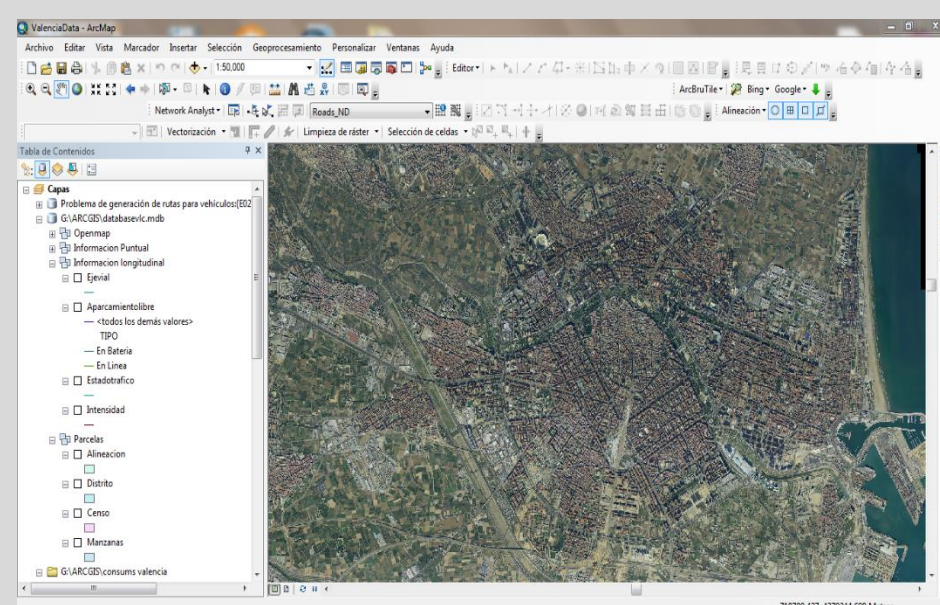 ValenciaData - ArcMap
Archivo Editar Vista Marcador Insertar Selección Geoprocesamiento Personalizar Ventanas Ayuda
1:50,000 Editor
ArcBruTile Bing Google
Network Analyst Roads_ND Alineación
Vectorización Limpieza de ráster Selección de celdas
Tabla de Contenidos
Capas
Problema de generación de rutas para vehículos:(E02
G:\ARCGIS\databasevlc.mdb
Openmap
Informacion Puntual
Informacion longitudinal
Ejevial
Aparcamientolibre
<todos los demás valores>
TIPO
En Bateria
En Linea
Estadotrafico
Intensidad
Parcelas
Alineacion
Distrito
Censo
Manzanas
G:\ARCGIS\consums valencia